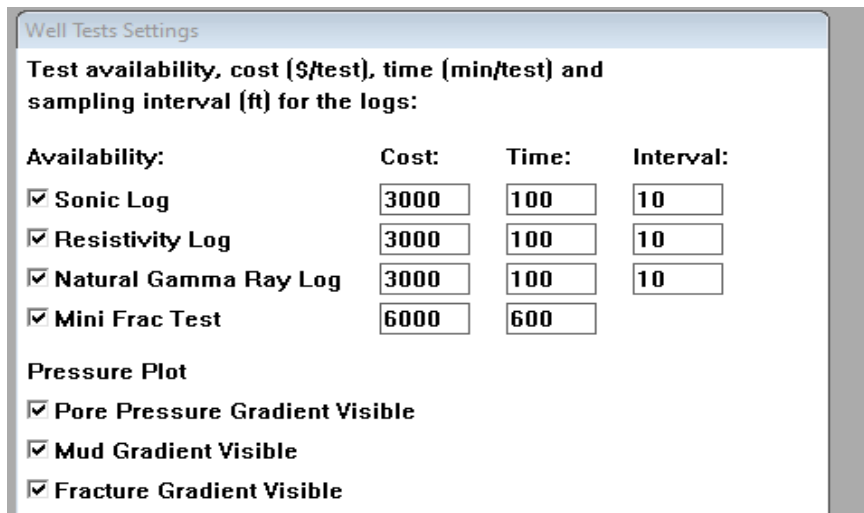 Well Tests Settings
Test availability, cost ($/test), time (min/test) and
sampling interval (ft) for the logs:
Availability: Cost: Time: Interval:
Sonic Log 3000 100 10
Resistivity Log 3000 100 10
Natural Gamma Ray Log 3000 100 10
Mini Frac Test 6000 600
Pressure Plot
Pore Pressure Gradient Visible
Mud Gradient Visible
Fracture Gradient Visible